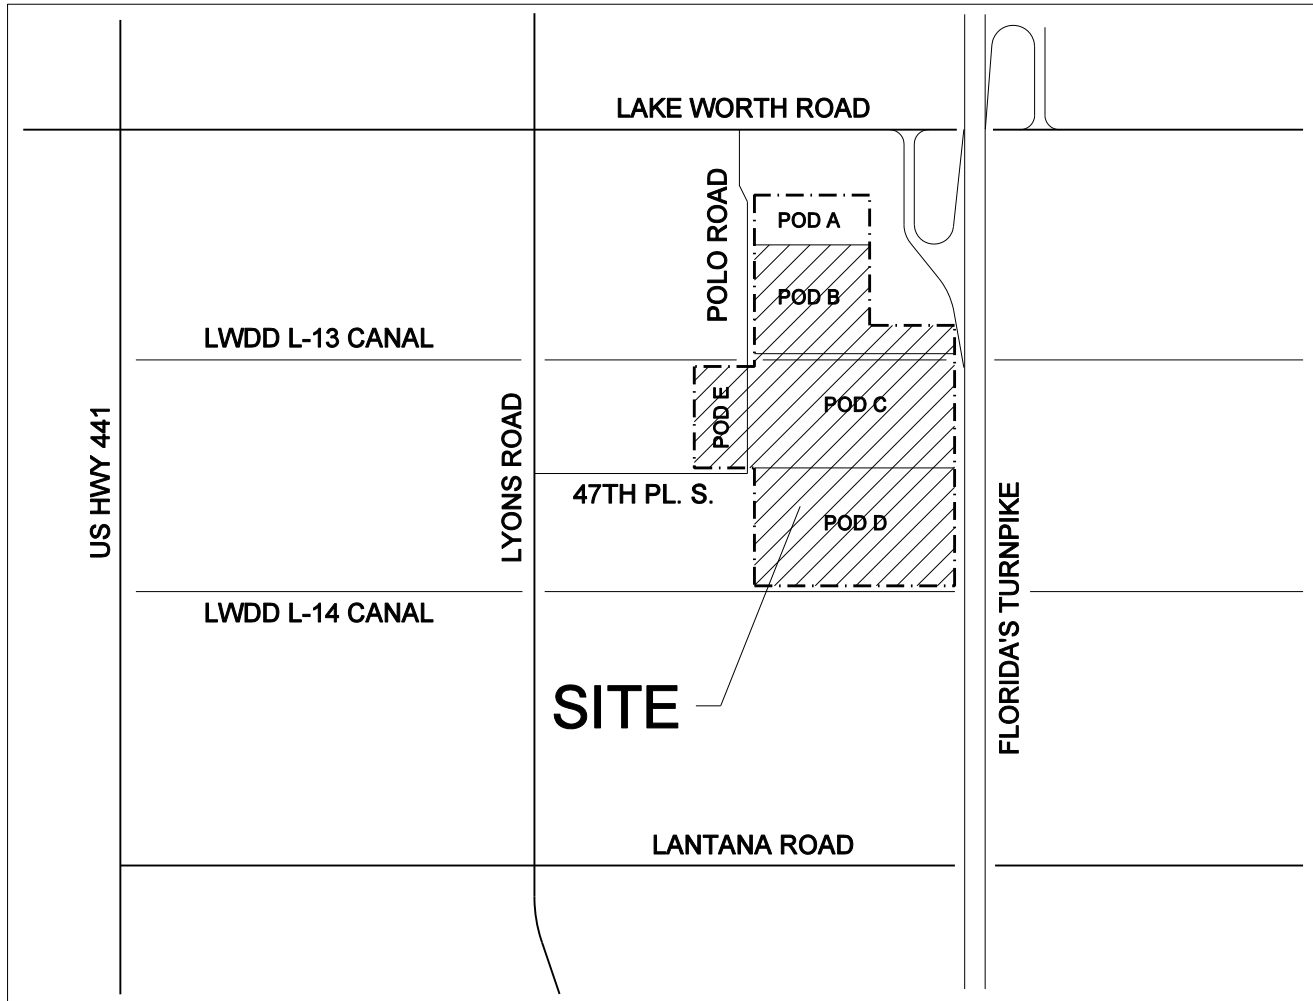 LAKE WORTH ROAD
POLO ROAD
POD A
POD B
LWDD L-13 CANAL
POD E
POD C
US HWY 441
LYONS ROAD
47TH PL. S.
POD D
FLORIDA'S TURNPIKE
LWDD L-14 CANAL
SITE
LANTANA ROAD